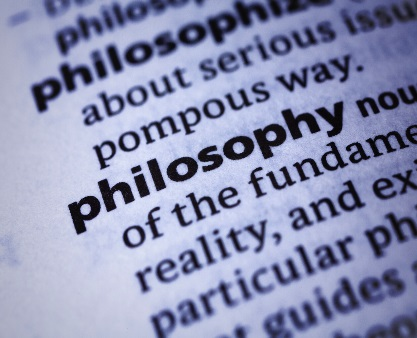 philosophize
about serious issu
pompous way.
philosophy nou
of the fundame
reality, and ex
particular ph
guides